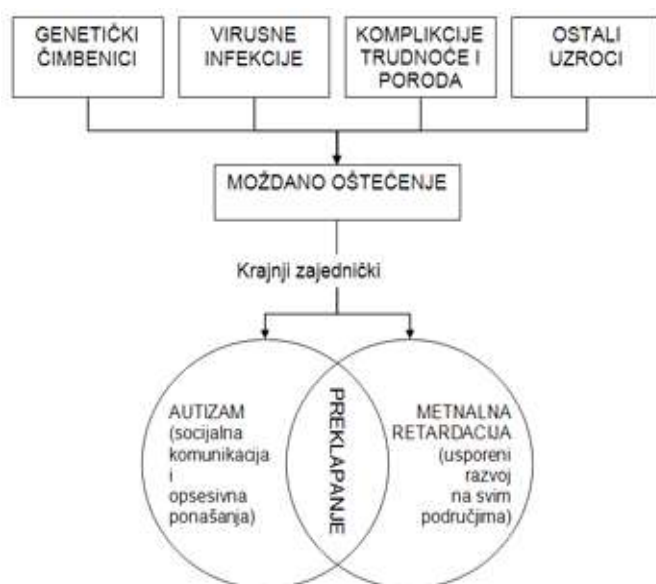 GENETIČKI
ČIMBENICI
VIRUSNE
INFEKCIJE
KOMPLIKCIJE
TRUDNOĆE I
PORODA
OSTALI
UZROCI
MOŽDANO OŠTEĆENJE
Krajnji zajednički
AUTIZAM
(socijalna
komunikacija
i
opsesivna
ponašanja)
PREKLAPANJE
METNALNA
RETARDACIJA
(usporeni
razvoj
na svim
područjima)